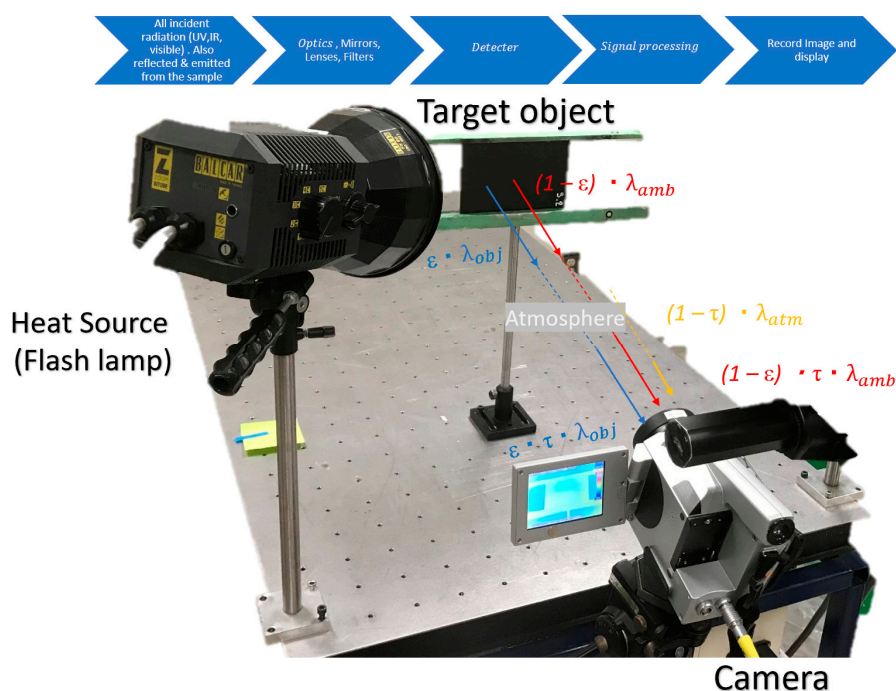 All incident
radiation (UV,IR,
visible) . Also
reflected & emitted
from the sample
Optics , Mirrors,
Lenses, Filters
Detecter
Signal processing
Record Image and
display
Target object
(1 – ε) · λamb
ε · λobj
Atmosphere
(1 – τ) · λatm
(1 – ε) · τ · λamb
ε · τ · λobj
Heat Source
(Flash lamp)
Z
BALCAR
Camera